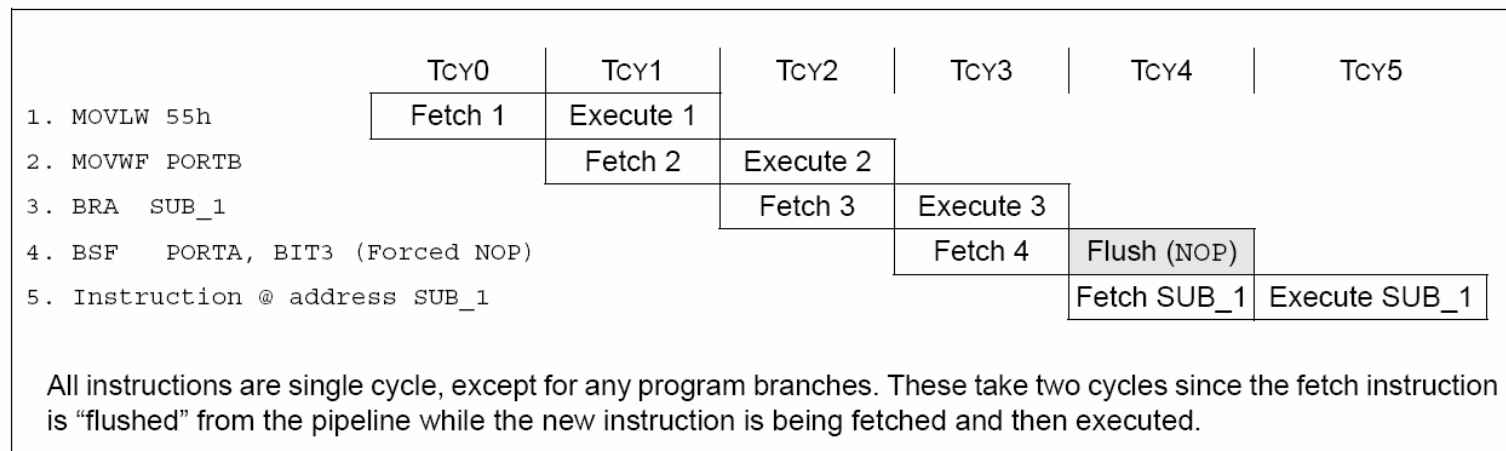 TCY0 TCY1 TCY2 TCY3 TCY4 TCY5
1. MOVLW 55h Fetch 1 Execute 1
2. MOVWF PORTB Fetch 2 Execute 2
3. BRA SUB_1 Fetch 3 Execute 3
4. BSF PORTA, BIT3 (Forced NOP) Fetch 4 Flush (NOP)
5. Instruction @ address SUB_1 Fetch SUB_1 Execute SUB_1
All instructions are single cycle, except for any program branches. These take two cycles since the fetch instruction
is “flushed” from the pipeline while the new instruction is being fetched and then executed.